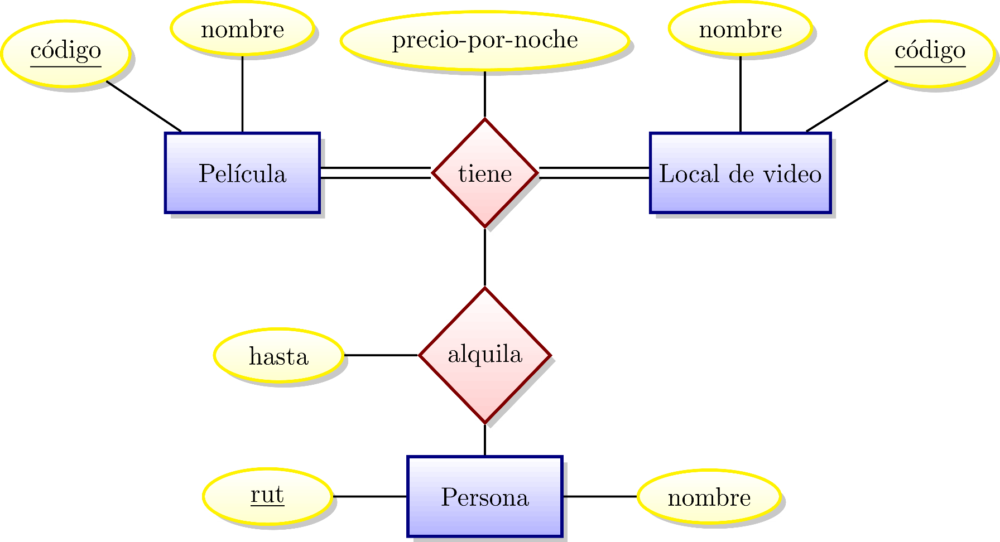 código
nombre
precio-por-noche
nombre
código
Película
tiene
Local de video
hasta
alquila
rut
Persona
nombre